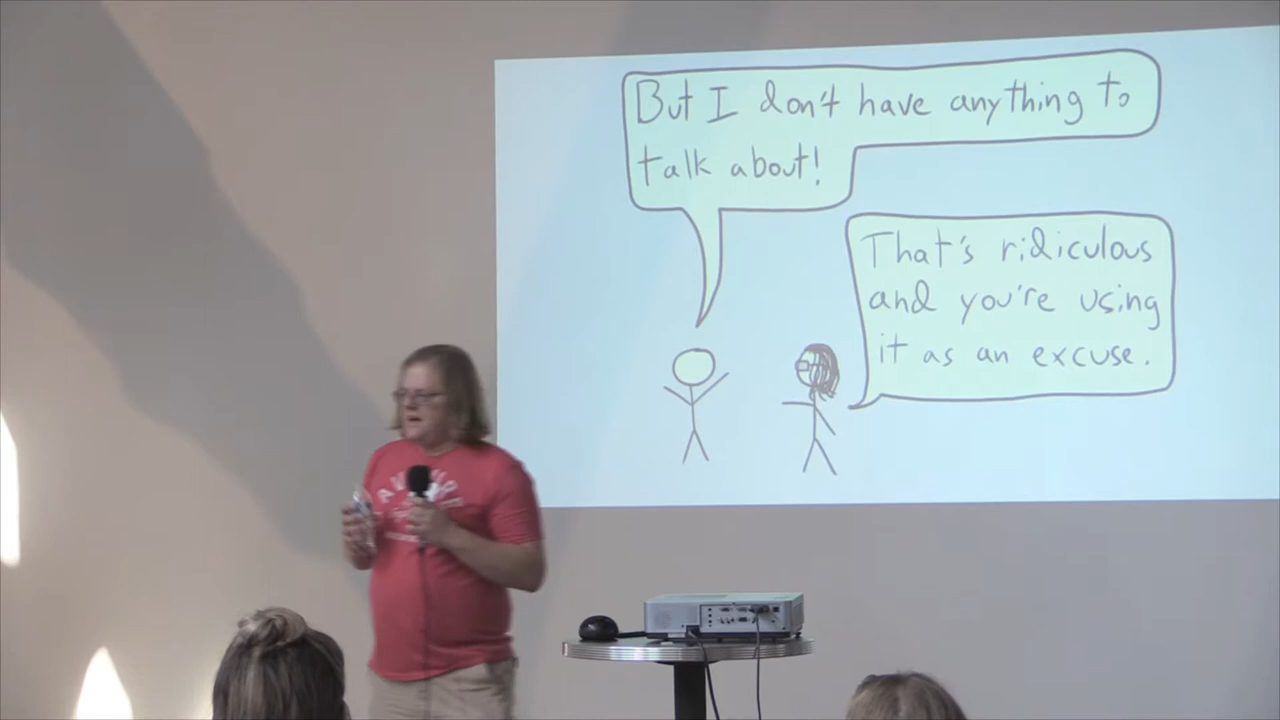 But I don't have anything to
talk about!
That's ridiculous
and you're using
it as an excuse.